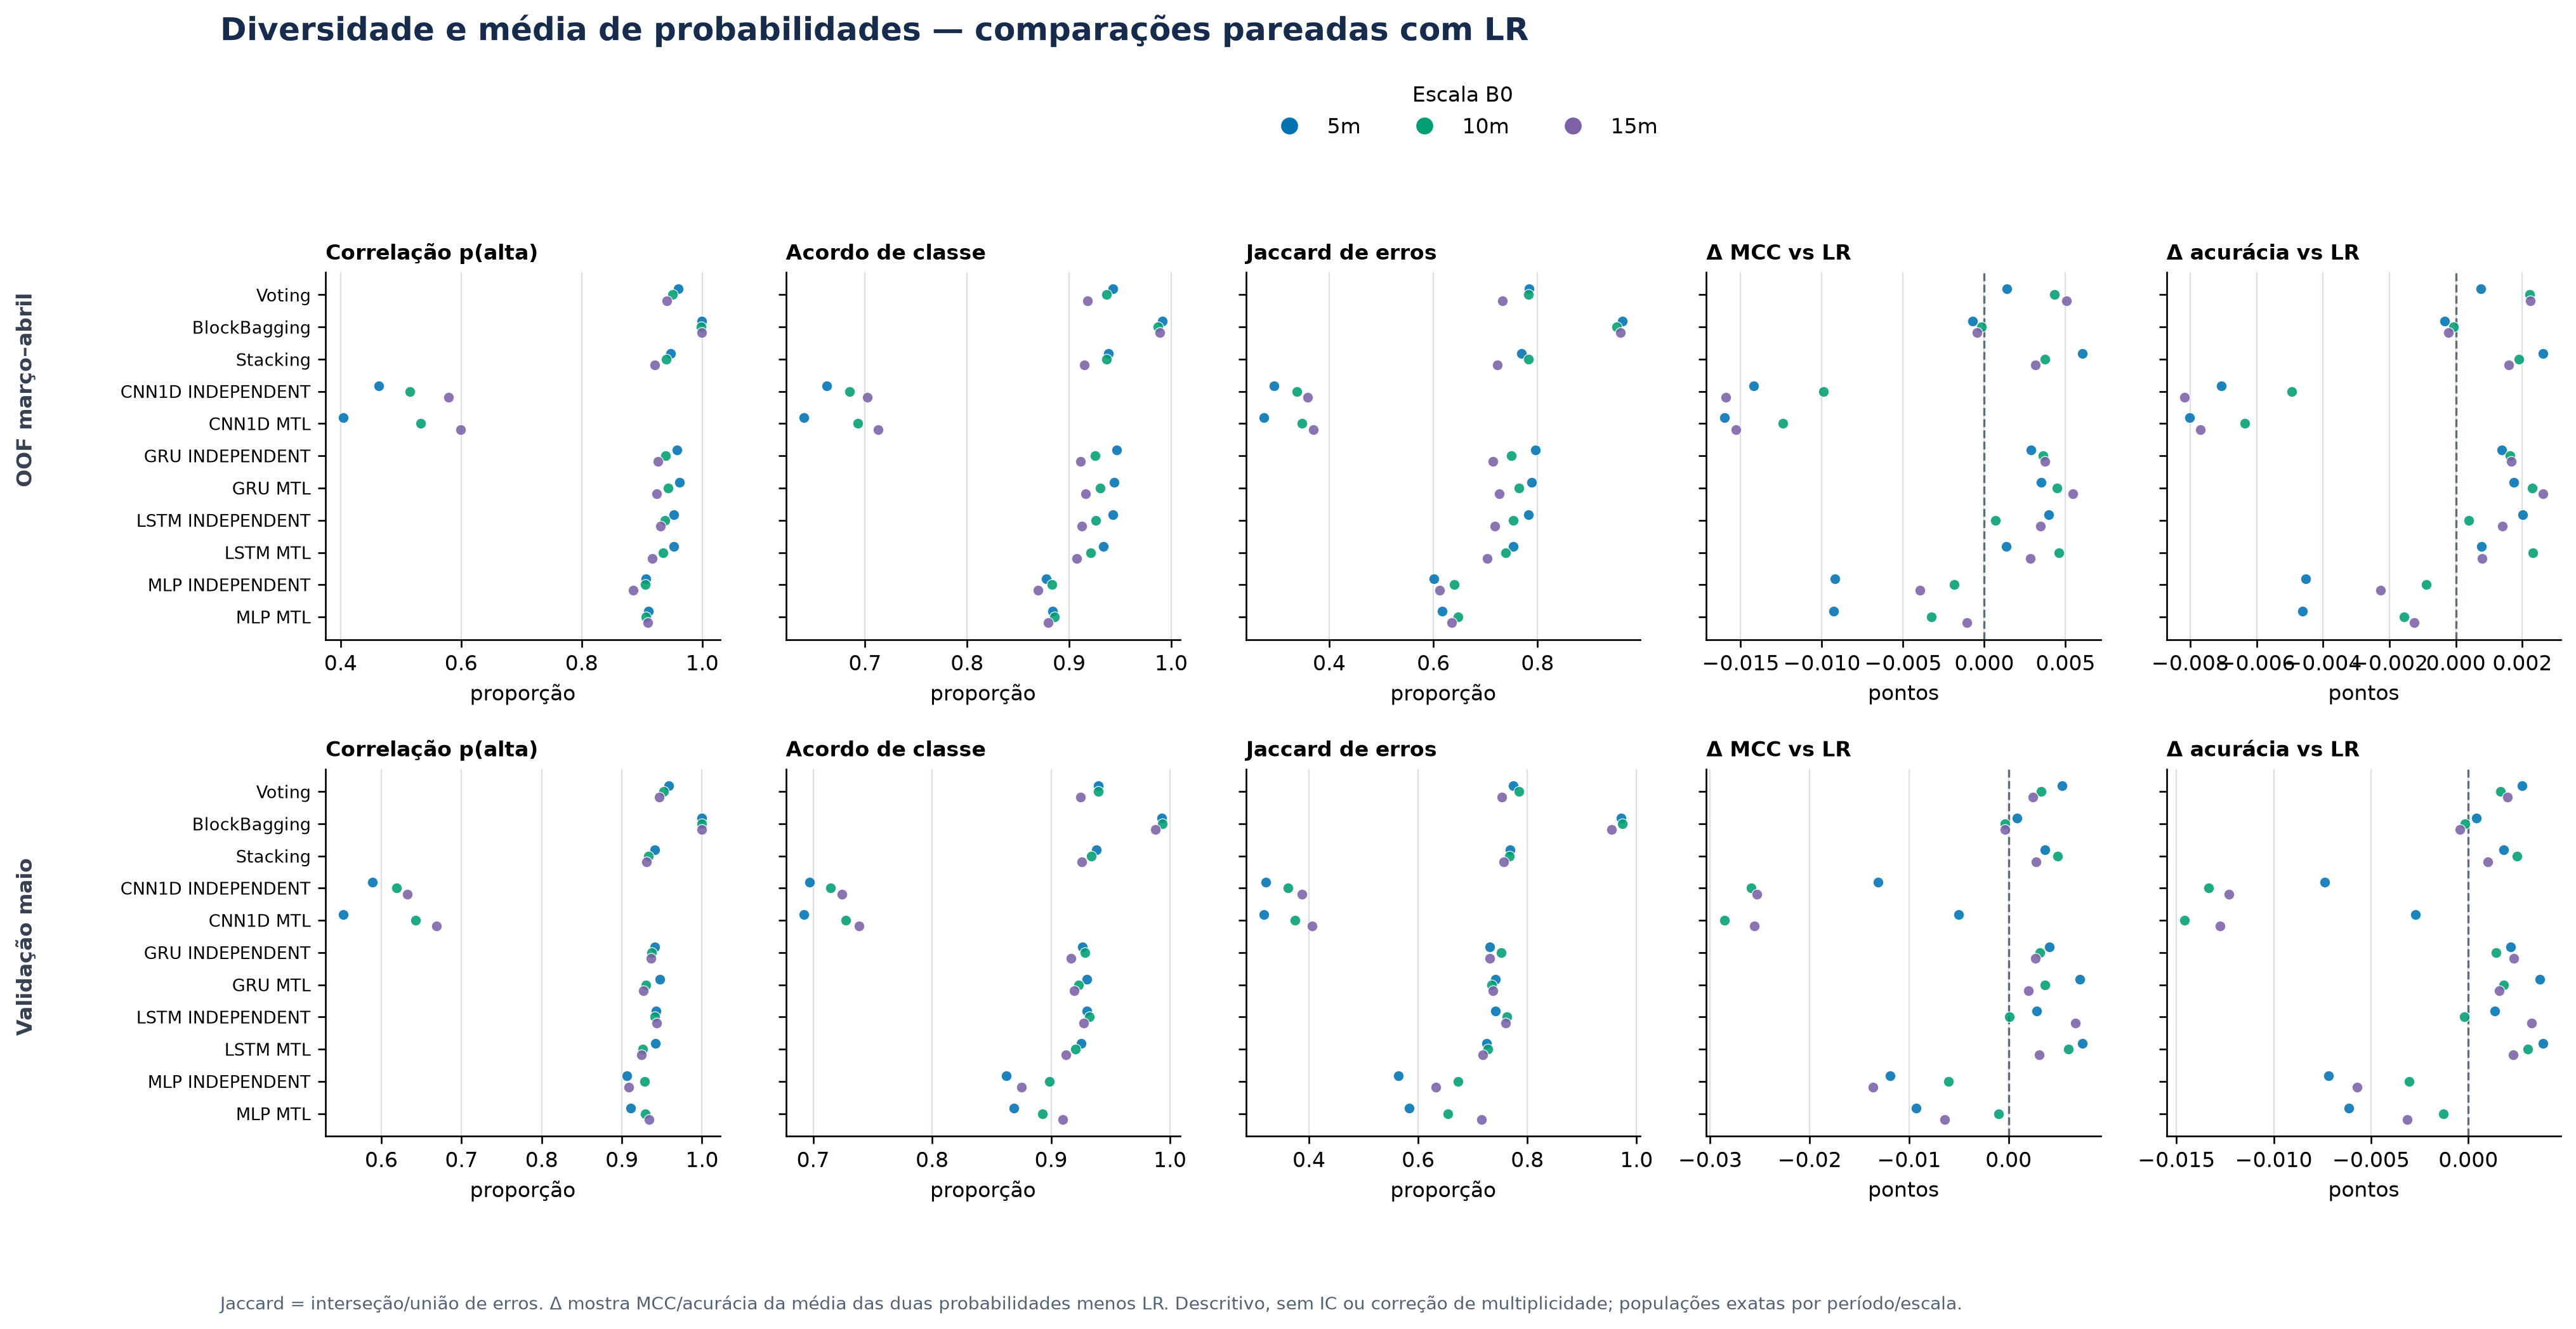 Diversidade e média de probabilidades — comparações pareadas com LR
Escala B0
5m 10m 15m
OOF março–abril
Correlação p(alta) Acordo de classe Jaccard de erros Δ MCC vs LR Δ acurácia vs LR
Voting
BlockBagging
Stacking
CNN1D INDEPENDENT
CNN1D MTL
GRU INDEPENDENT
GRU MTL
LSTM INDEPENDENT
LSTM MTL
MLP INDEPENDENT
MLP MTL
0.4 0.6 0.8 1.0 0.7 0.8 0.9 1.0 0.4 0.6 0.8 −0.015 −0.010 −0.005 0.000 0.005 −0.008 −0.006 −0.004 −0.002 0.000 0.002
proporção proporção proporção pontos pontos
Validação maio
Correlação p(alta) Acordo de classe Jaccard de erros Δ MCC vs LR Δ acurácia vs LR
Voting
BlockBagging
Stacking
CNN1D INDEPENDENT
CNN1D MTL
GRU INDEPENDENT
GRU MTL
LSTM INDEPENDENT
LSTM MTL
MLP INDEPENDENT
MLP MTL
0.6 0.7 0.8 0.9 1.0 0.7 0.8 0.9 1.0 0.4 0.6 0.8 1.0 −0.03 −0.02 −0.01 0.00 −0.015 −0.010 −0.005 0.000
proporção proporção proporção pontos pontos
Jaccard = interseção/união de erros. Δ mostra MCC/acurácia da média das duas probabilidades menos LR. Descritivo, sem IC ou correção de multiplicidade; populações exatas por período/escala.